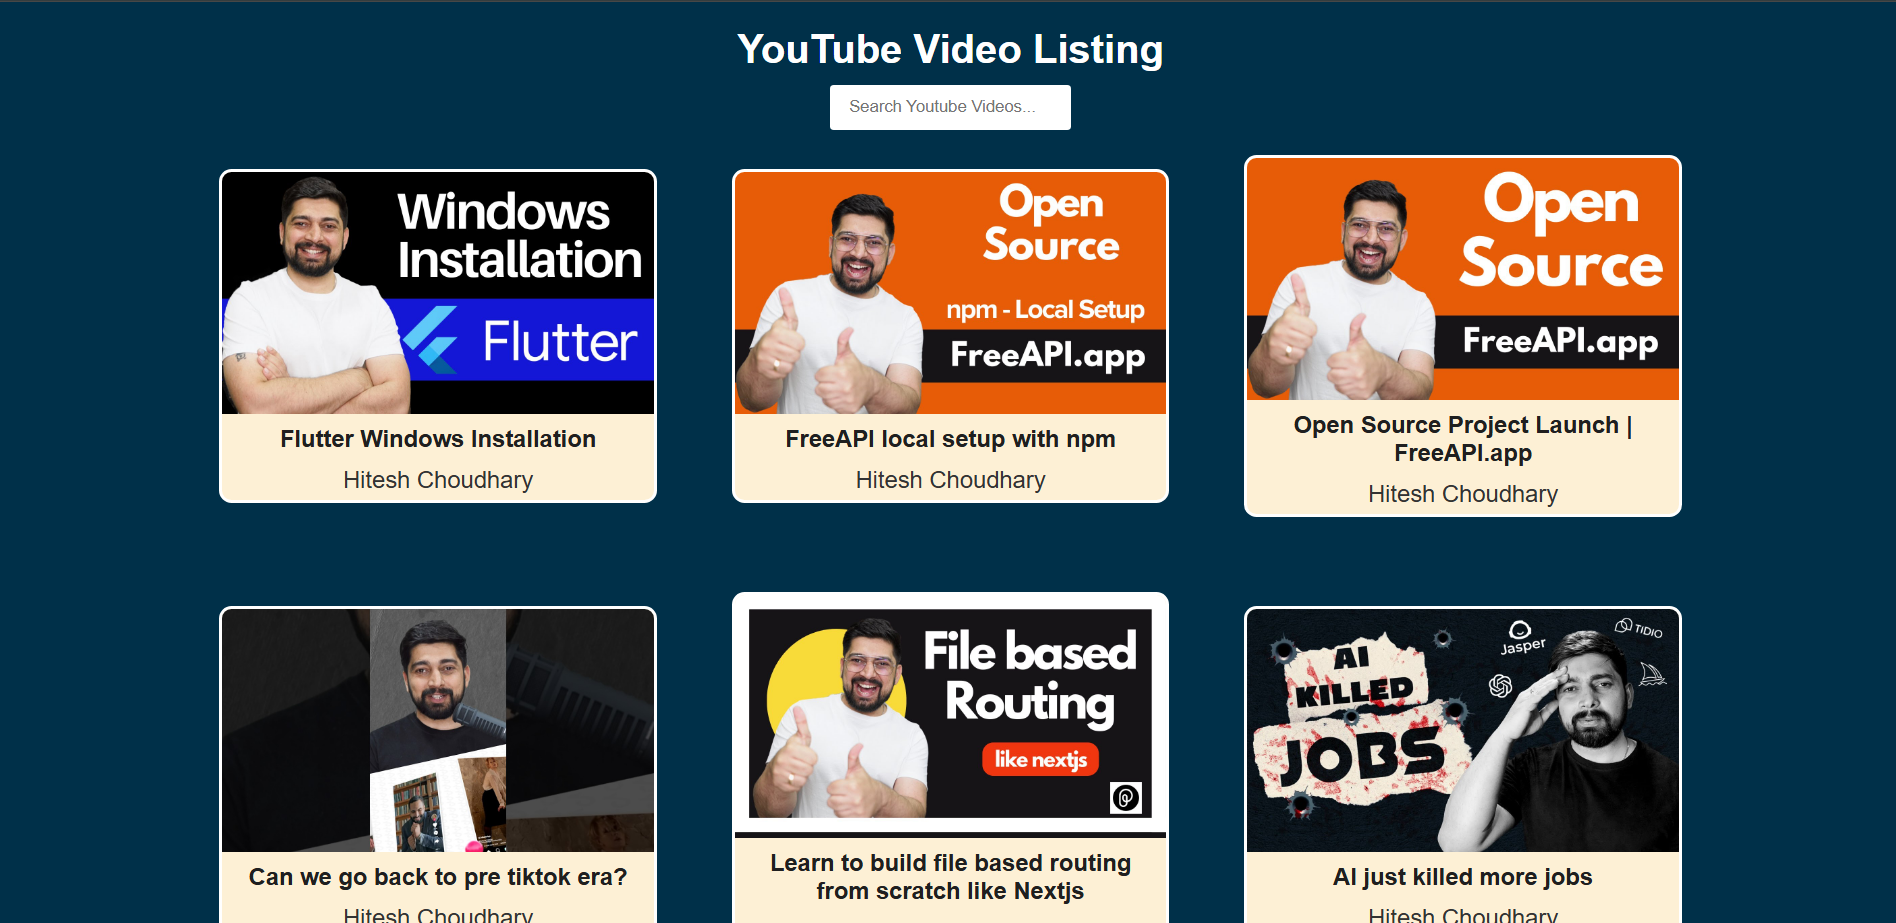 YouTube Video Listing
Search Youtube Videos...
Windows
Installation
Flutter
Flutter Windows Installation
Hitesh Choudhary
Open
Source
npm - Local Setup
FreeAPI.app
FreeAPI local setup with npm
Hitesh Choudhary
Open
Source
FreeAPI.app
Open Source Project Launch |
FreeAPI.app
Hitesh Choudhary
Can we go back to pre tiktok era?
Hitesh Choudhary
File based
Routing
like nextjs
Learn to build file based routing
from scratch like Nextjs
AI
KILLED
JOBS
Jasper
TIDIO
AI just killed more jobs
Hitesh Choudhary